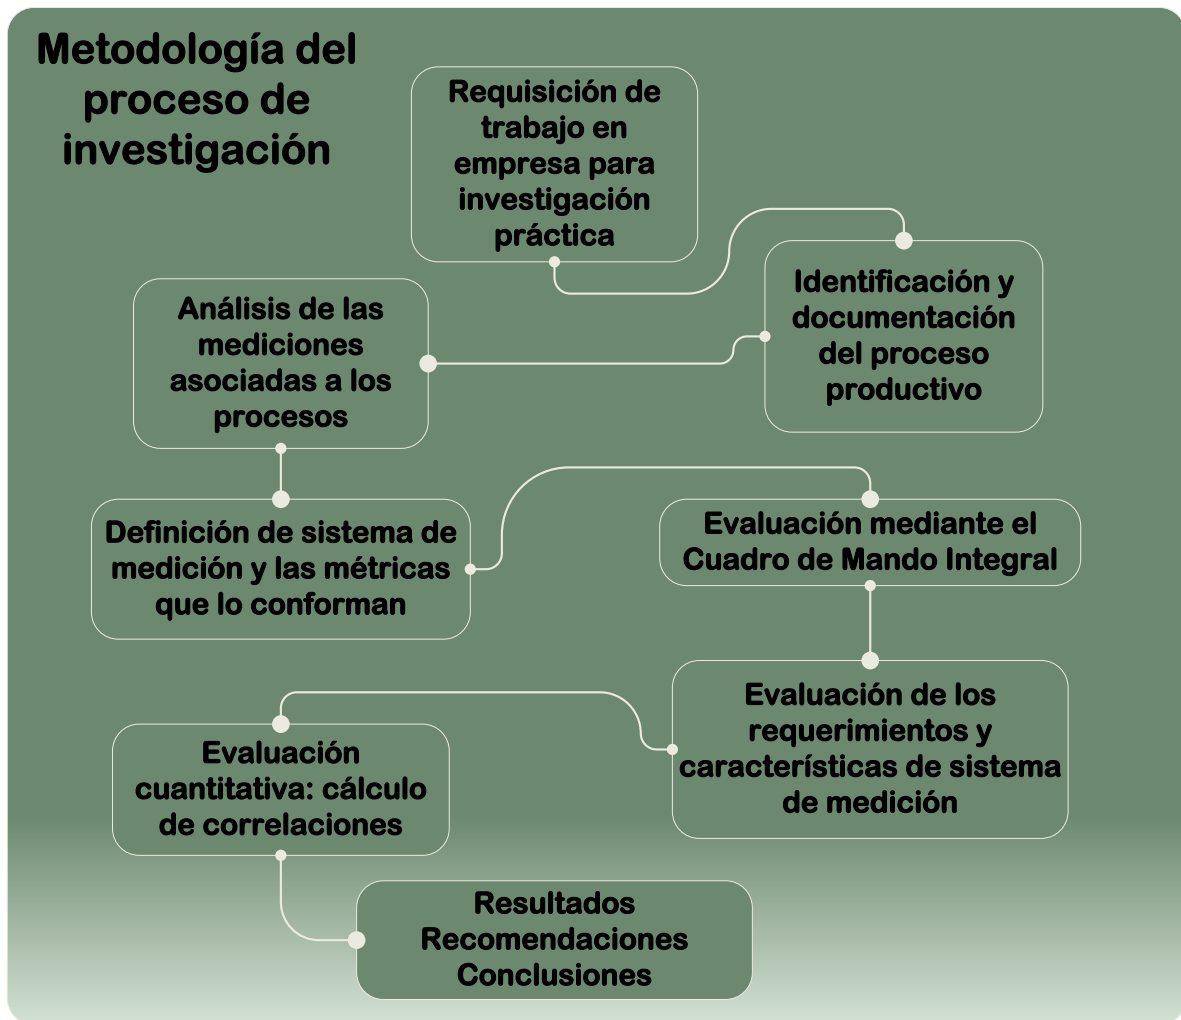 Metodología del
proceso de
investigación
Requisición de
trabajo en
empresa para
investigación
práctica
Identificación y
documentación
del proceso
productivo
Análisis de las
mediciones
asociadas a los
procesos
Definición de sistema de
medición y las métricas
que lo conforman
Evaluación mediante el
Cuadro de Mando Integral
Evaluación de los
requerimientos y
características de sistema
de medición
Evaluación
cuantitativa: cálculo
de correlaciones
Resultados
Recomendaciones
Conclusiones